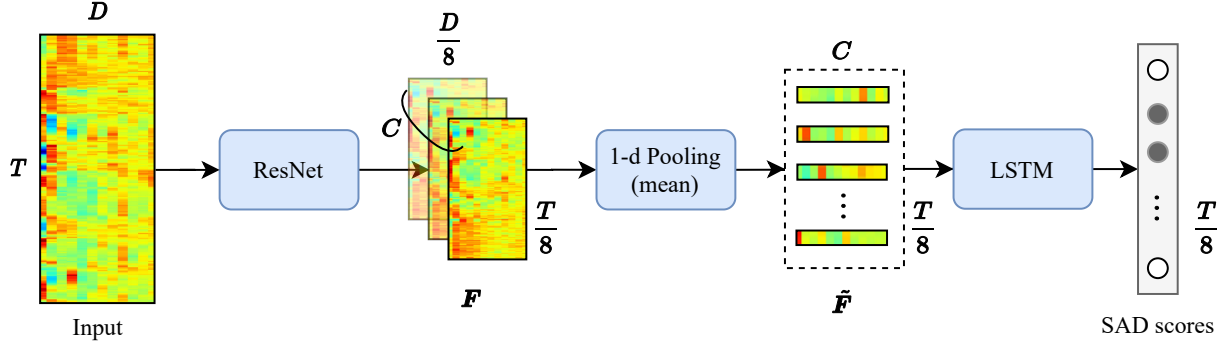 D
T
Input
ResNet
D
8
C
T
8
F
1-d Pooling
(mean)
C
⋮
T
8
F̃
LSTM
⋮
T
8
SAD scores